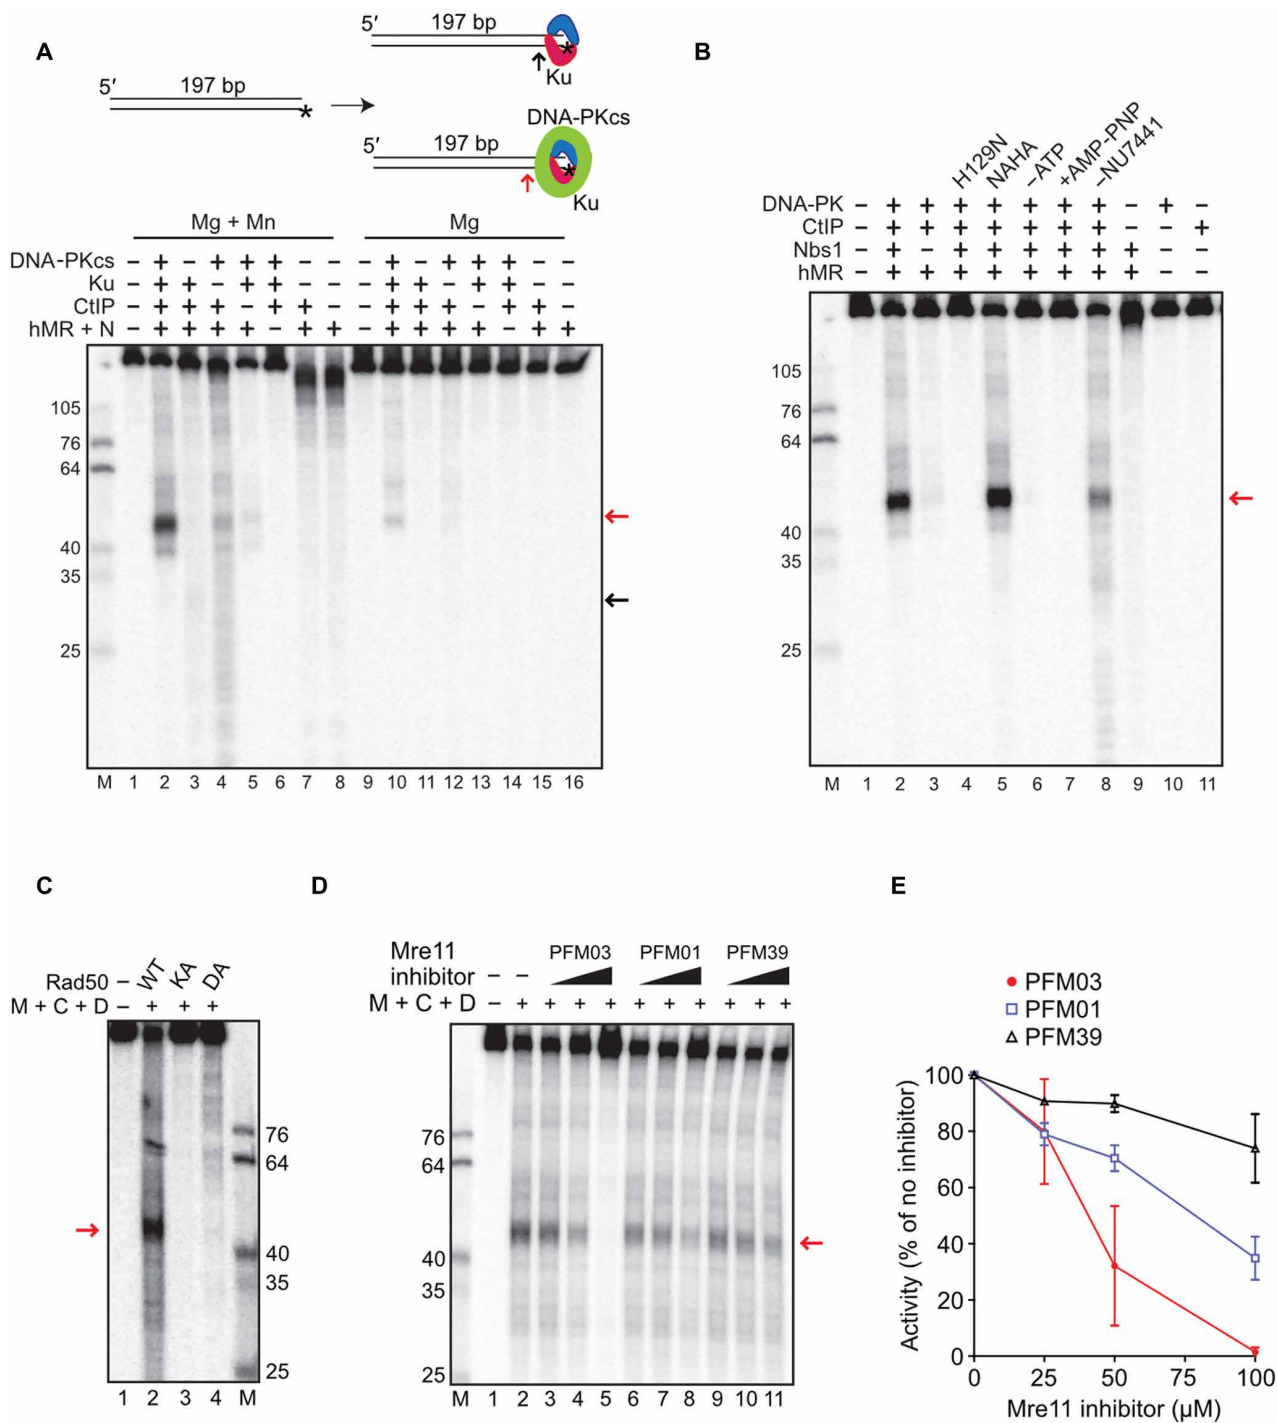 A
5′ 197 bp *
5′ 197 bp *
Ku
DNA-PKcs
5′ 197 bp *
Ku
Mg + Mn Mg
DNA-PKcs − + − + + + − − − + − + + + − −
Ku − + + − + + − − − + + − + + − −
CtIP − + + + − + + − − + + + − + + −
hMR + N − + + + + − + + − + + + + − + +
105
76
64
40
35
25
M 1 2 3 4 5 6 7 8 9 10 11 12 13 14 15 16
B
H129N NAHA −ATP +AMP-PNP −NU7441
DNA-PK − + + + + + + + − + −
CtIP − + + + + + + + − − +
Nbs1 − + − + + + + + + − −
hMR − + + + + + + + + − −
105
76
64
40
35
25
M 1 2 3 4 5 6 7 8 9 10 11
C
Rad50 − WT KA DA
M + C + D − + + +
76
64
40
35
25
1 2 3 4 M
D
Mre11
inhibitor − − PFM03 PFM01 PFM39
M + C + D − + + + + + + + + + +
76
64
40
35
25
M 1 2 3 4 5 6 7 8 9 10 11
E
PFM03
PFM01
PFM39
Activity (% of no inhibitor)
100
80
60
40
20
0
0 25 50 75 100
Mre11 inhibitor (µM)